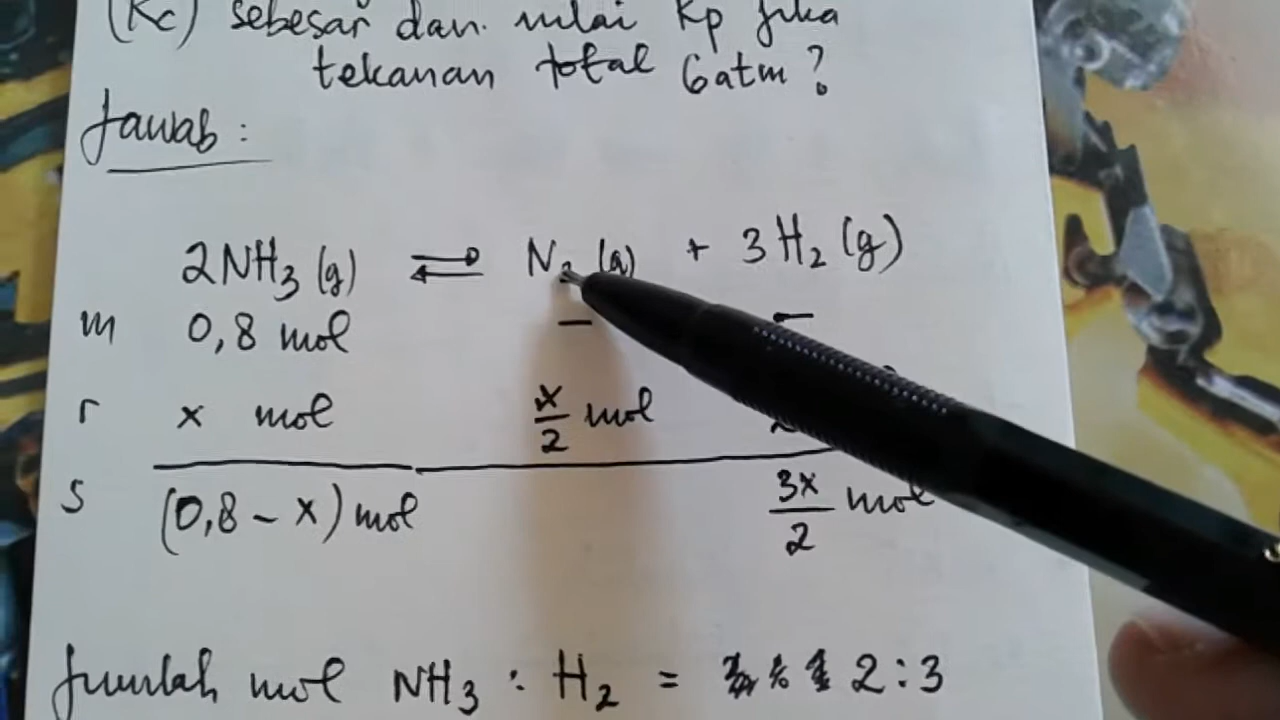 (Kc) sebesar dan nilai Kp jika
tekanan total 6 atm ?
Jawab :
2NH₃ (g) ⇌ N₂ (g) + 3H₂ (g)
m 0,8 mol – –
r x mol x/2 mol
s (0,8 – x) mol 3x/2 mol
Jumlah mol NH₃ : H₂ = 2 : 3